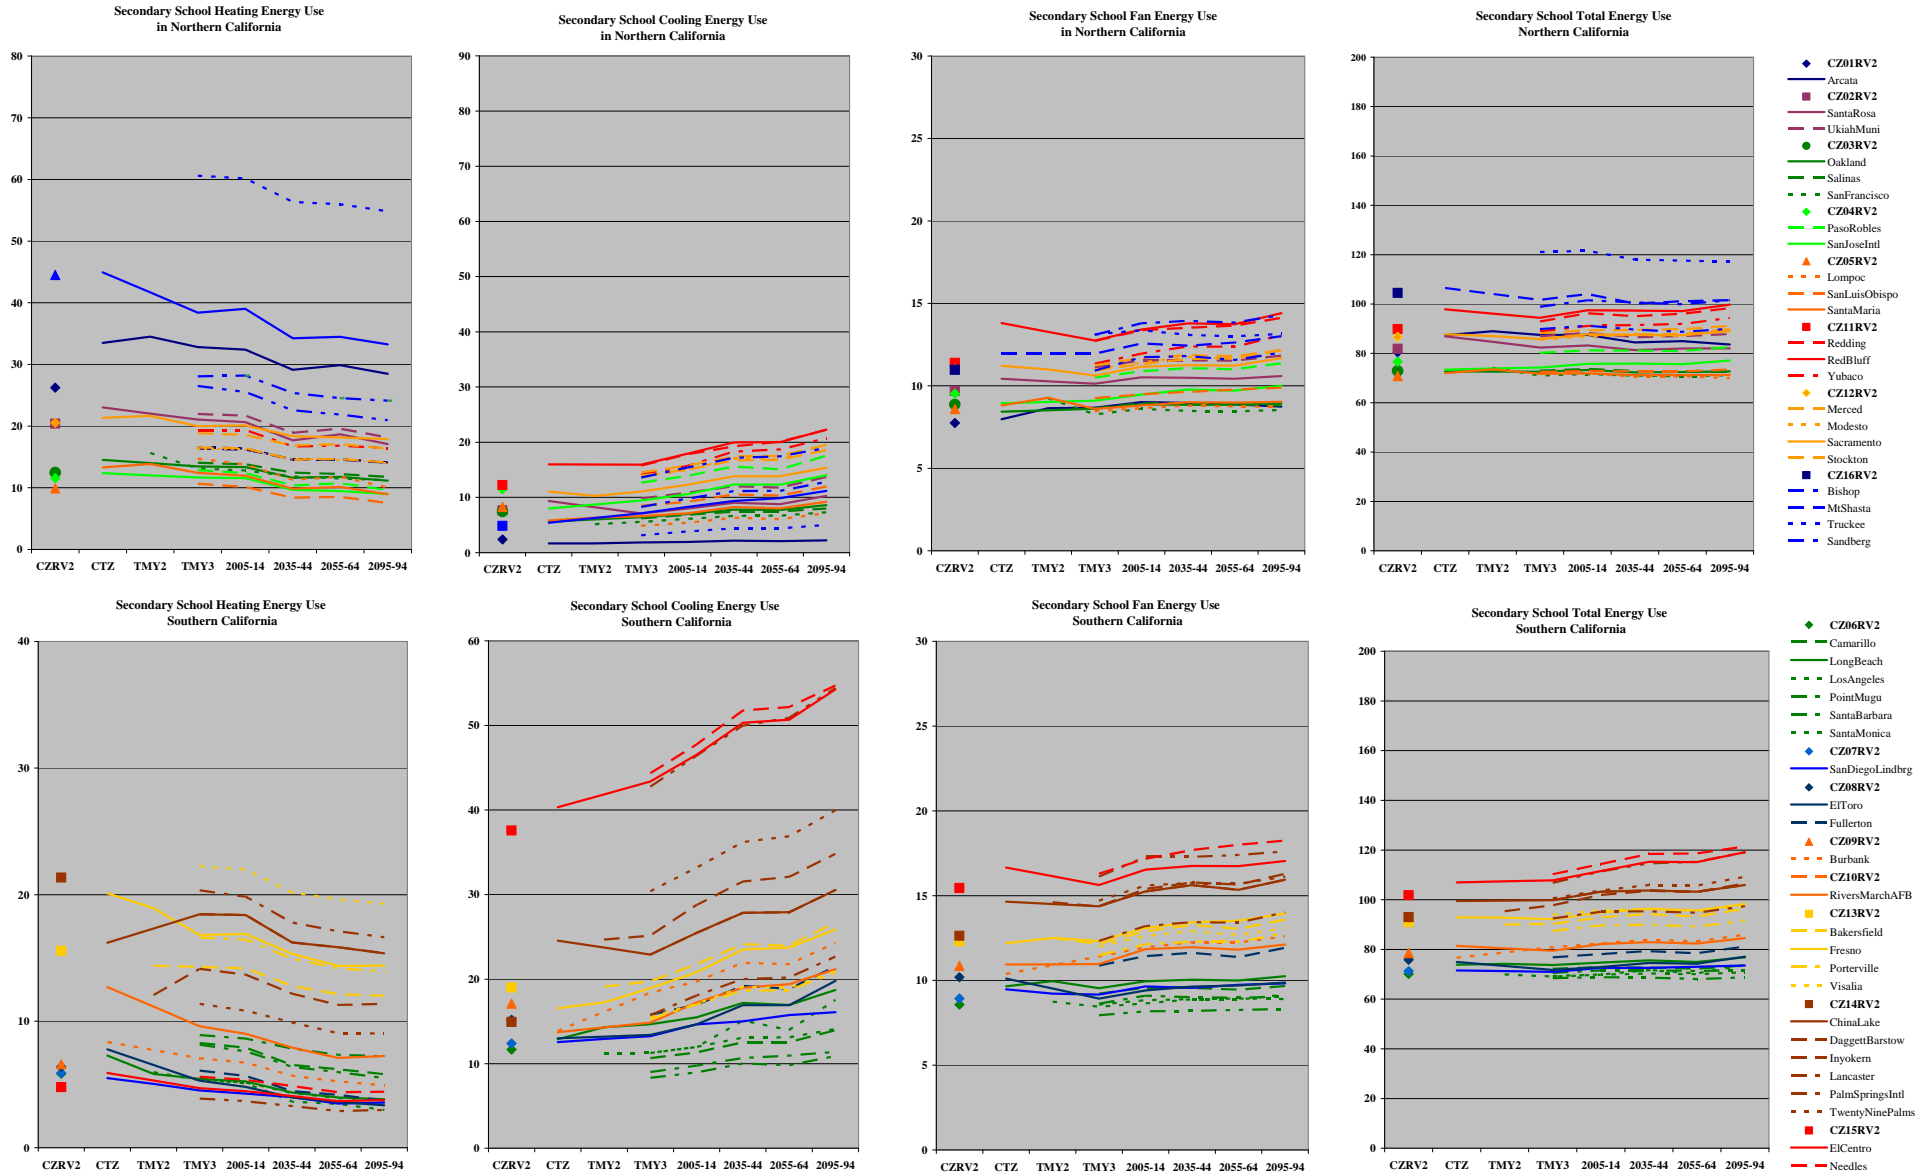 Secondary School Heating Energy Use
in Northern California
80
70
60
50
40
30
20
10
0
CZRV2 CTZ TMY2 TMY3 2005-14 2035-44 2055-64 2095-94
Secondary School Cooling Energy Use
in Northern California
90
80
70
60
50
40
30
20
10
0
CZRV2 CTZ TMY2 TMY3 2005-14 2035-44 2055-64 2095-94
Secondary School Fan Energy Use
in Northern California
30
25
20
15
10
5
0
CZRV2 CTZ TMY2 TMY3 2005-14 2035-44 2055-64 2095-94
Secondary School Total Energy Use
Northern California
200
180
160
140
120
100
80
60
40
20
0
CZRV2 CTZ TMY2 TMY3 2005-14 2035-44 2055-64 2095-94
CZ01RV2
Arcata
CZ02RV2
SantaRosa
UkiahMuni
CZ03RV2
Oakland
Salinas
SanFrancisco
CZ04RV2
PasoRobles
SanJoseIntl
CZ05RV2
Lompoc
SanLuisObispo
SantaMaria
CZ11RV2
Redding
RedBluff
Yubaco
CZ12RV2
Merced
Modesto
Sacramento
Stockton
CZ16RV2
Bishop
MtShasta
Truckee
Sandberg
Secondary School Heating Energy Use
Southern California
40
30
20
10
0
CZRV2 CTZ TMY2 TMY3 2005-14 2035-44 2055-64 2095-94
Secondary School Cooling Energy Use
Southern California
60
50
40
30
20
10
0
CZRV2 CTZ TMY2 TMY3 2005-14 2035-44 2055-64 2095-94
Secondary School Fan Energy Use
Southern California
30
25
20
15
10
5
0
CZRV2 CTZ TMY2 TMY3 2005-14 2035-44 2055-64 2095-94
Secondary School Total Energy Use
Southern California
200
180
160
140
120
100
80
60
40
20
0
CZRV2 CTZ TMY2 TMY3 2005-14 2035-44 2055-64 2095-94
CZ06RV2
Camarillo
LongBeach
LosAngeles
PointMugu
SantaBarbara
SantaMonica
CZ07RV2
SanDiegoLindbrg
CZ08RV2
ElToro
Fullerton
CZ09RV2
Burbank
CZ10RV2
RiversMarchAFB
CZ13RV2
Bakersfield
Fresno
Porterville
Visalia
CZ14RV2
ChinaLake
DaggettBarstow
Inyokern
Lancaster
PalmSpringsIntl
TwentyNinePalms
CZ15RV2
ElCentro
Needles